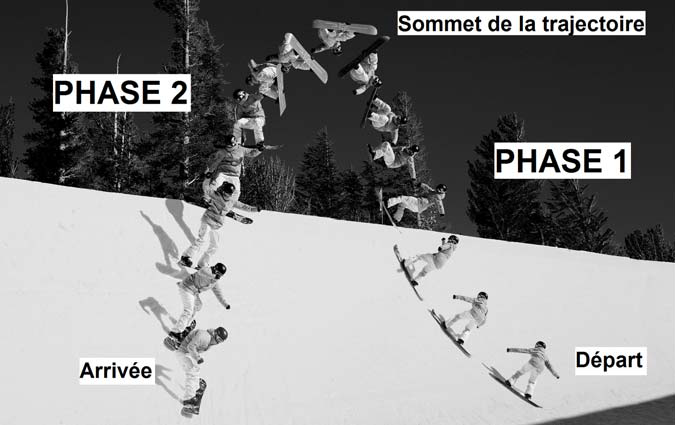 Sommet de la trajectoire
PHASE 2
PHASE 1
Arrivée
Départ